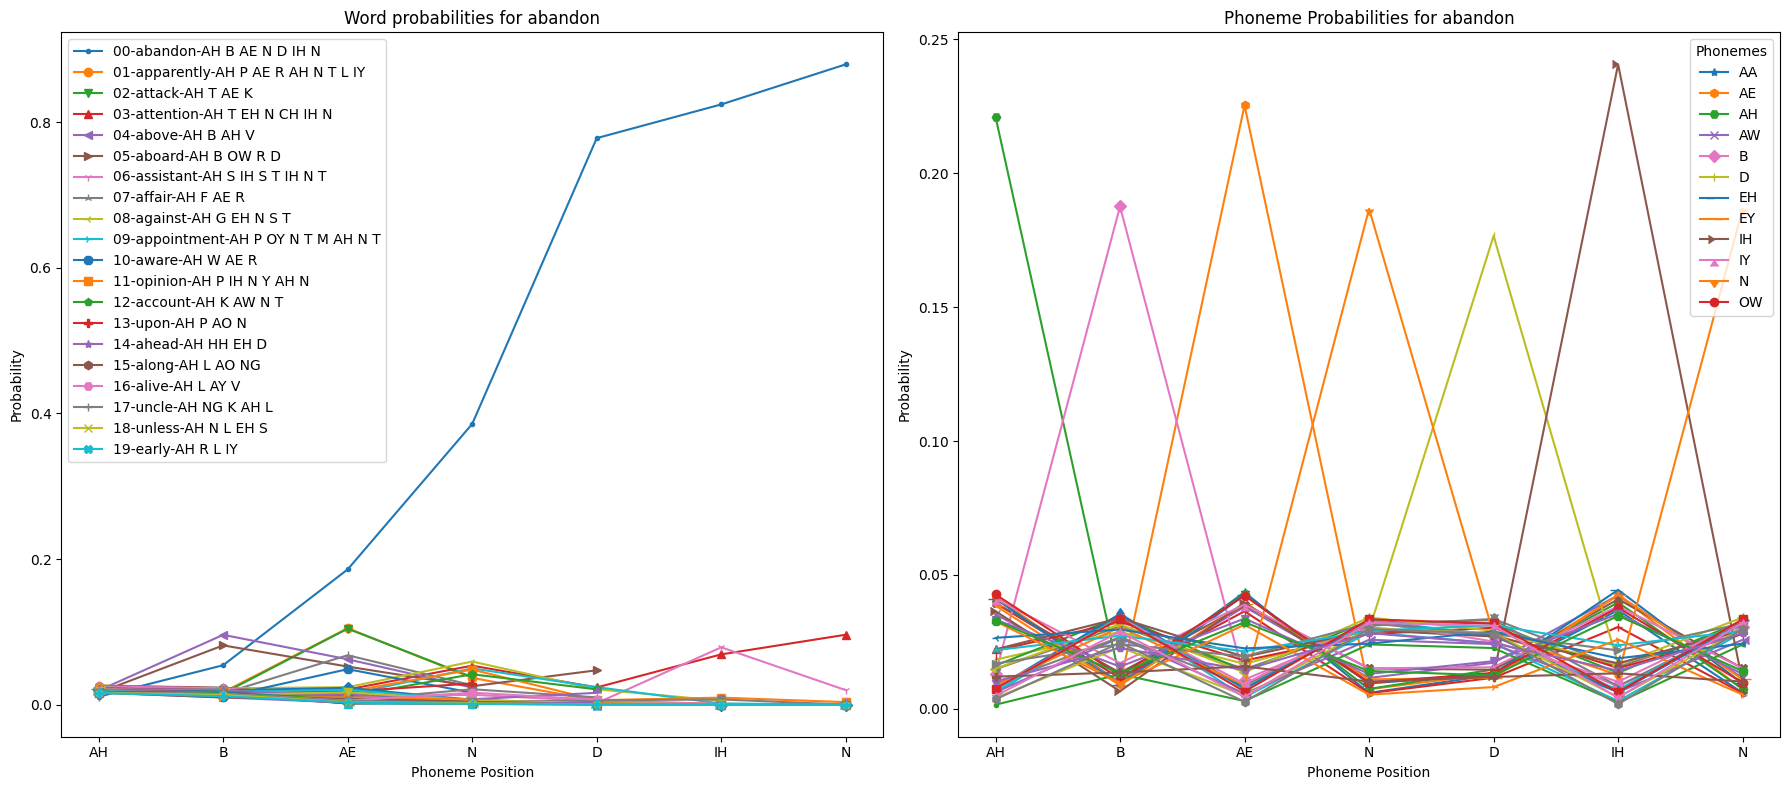 Word probabilities for abandon
00-abandon-AH B AE N D IH N
01-apparently-AH P AE R AH N T L IY
02-attack-AH T AE K
03-attention-AH T EH N CH IH N
04-above-AH B AH V
05-aboard-AH B OW R D
06-assistant-AH S IH S T IH N T
07-affair-AH F AE R
08-against-AH G EH N S T
09-appointment-AH P OY N T M AH N T
10-aware-AH W AE R
11-opinion-AH P IH N Y AH N
12-account-AH K AW N T
13-upon-AH P AO N
14-ahead-AH HH EH D
15-along-AH L AO NG
16-alive-AH L AY V
17-uncle-AH NG K AH L
18-unless-AH N L EH S
19-early-AH R L IY
Probability
0.8
0.6
0.4
0.2
0.0
AH B AE N D IH N
Phoneme Position
Phoneme Probabilities for abandon
Phonemes
AA
AE
AH
AW
B
D
EH
EY
IH
IY
N
OW
Probability
0.25
0.20
0.15
0.10
0.05
0.00
AH B AE N D IH N
Phoneme Position